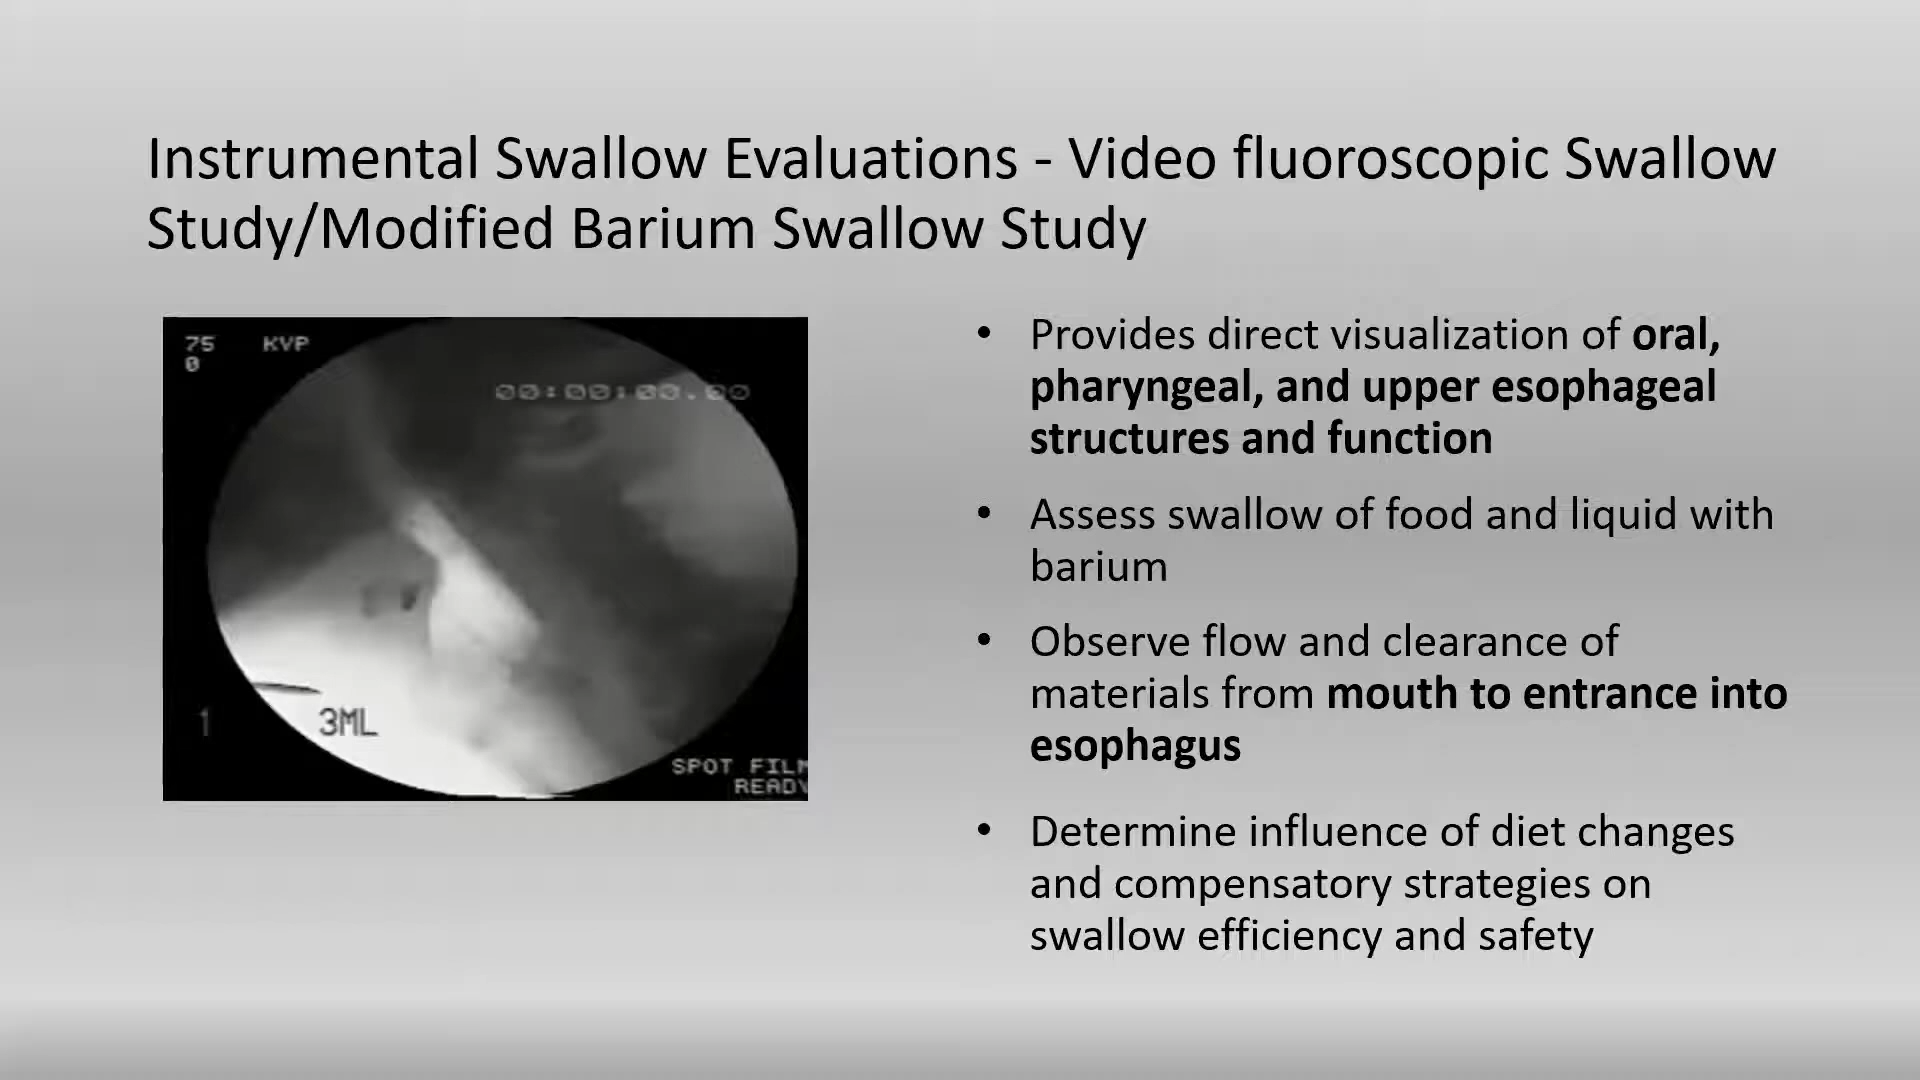 Instrumental Swallow Evaluations - Video fluoroscopic Swallow
Study/Modified Barium Swallow Study
75 KVP
0
00:00:00.00
1 3ML
SPOT FILM
READY
• Provides direct visualization of oral,
pharyngeal, and upper esophageal
structures and function
• Assess swallow of food and liquid with
barium
• Observe flow and clearance of
materials from mouth to entrance into
esophagus
• Determine influence of diet changes
and compensatory strategies on
swallow efficiency and safety